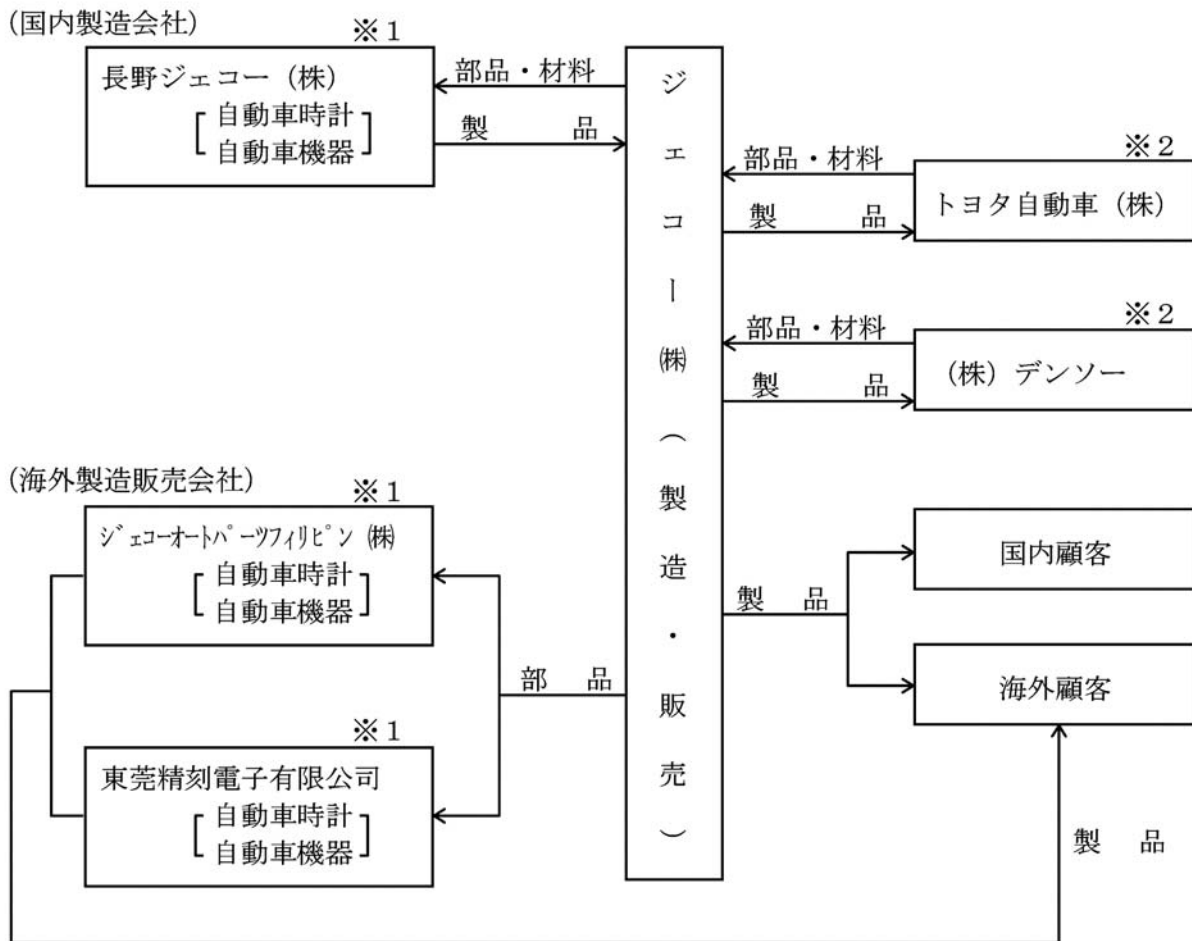 (国内製造会社)
※1
長野ジェコー(株)
自動車時計
自動車機器
部品・材料
製品
ジェコー㈱(製造・販売)
※2
部品・材料
トヨタ自動車(株)
製品
※2
部品・材料
(株)デンソー
製品
(海外製造販売会社)
※1
ジェコーオートパーツフィリピン㈱
自動車時計
自動車機器
部品
※1
東莞精刻電子有限公司
自動車時計
自動車機器
製品
国内顧客
海外顧客
製品